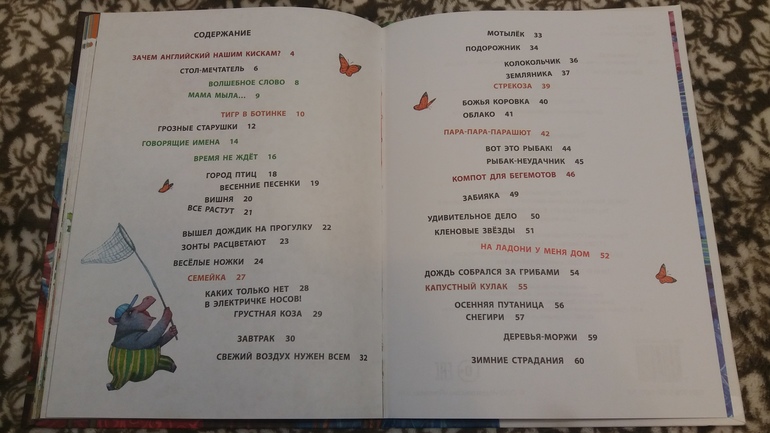 СОДЕРЖАНИЕ
ЗАЧЕМ АНГЛИЙСКИЙ НАШИМ КИСКАМ? 4
СТОЛ-МЕЧТАТЕЛЬ 6
ВОЛШЕБНОЕ СЛОВО 8
МАМА МЫЛА... 9
ТИГР В БОТИНКЕ 10
ГРОЗНЫЕ СТАРУШКИ 12
ГОВОРЯЩИЕ ИМЕНА 14
ВРЕМЯ НЕ ЖДЁТ 16
ГОРОД ПТИЦ 18
ВЕСЕННИЕ ПЕСЕНКИ 19
ВИШНЯ 20
ВСЕ РАСТУТ 21
ВЫШЕЛ ДОЖДИК НА ПРОГУЛКУ 22
ЗОНТЫ РАСЦВЕТАЮТ 23
ВЕСЁЛЫЕ НОЖКИ 24
СЕМЕЙКА 27
КАКИХ ТОЛЬКО НЕТ 28
В ЭЛЕКТРИЧКЕ НОСОВ!
ГРУСТНАЯ КОЗА 29
ЗАВТРАК 30
СВЕЖИЙ ВОЗДУХ НУЖЕН ВСЕМ 32
МОТЫЛЁК 33
ПОДОРОЖНИК 34
КОЛОКОЛЬЧИК 36
ЗЕМЛЯНИКА 37
СТРЕКОЗА 39
БОЖЬЯ КОРОВКА 40
ОБЛАКО 41
ПАРА-ПАРА-ПАРАШЮТ 42
ВОТ ЭТО РЫБАК! 44
РЫБАК-НЕУДАЧНИК 45
КОМПОТ ДЛЯ БЕГЕМОТОВ 46
ЗАБИЯКА 49
УДИВИТЕЛЬНОЕ ДЕЛО 50
КЛЕНОВЫЕ ЗВЁЗДЫ 51
НА ЛАДОНИ У МЕНЯ ДОМ 52
ДОЖДЬ СОБРАЛСЯ ЗА ГРИБАМИ 54
КАПУСТНЫЙ КУЛАК 55
ОСЕННЯЯ ПУТАНИЦА 56
СНЕГИРИ 57
ДЕРЕВЬЯ-МОРЖИ 59
ЗИМНИЕ СТРАДАНИЯ 60